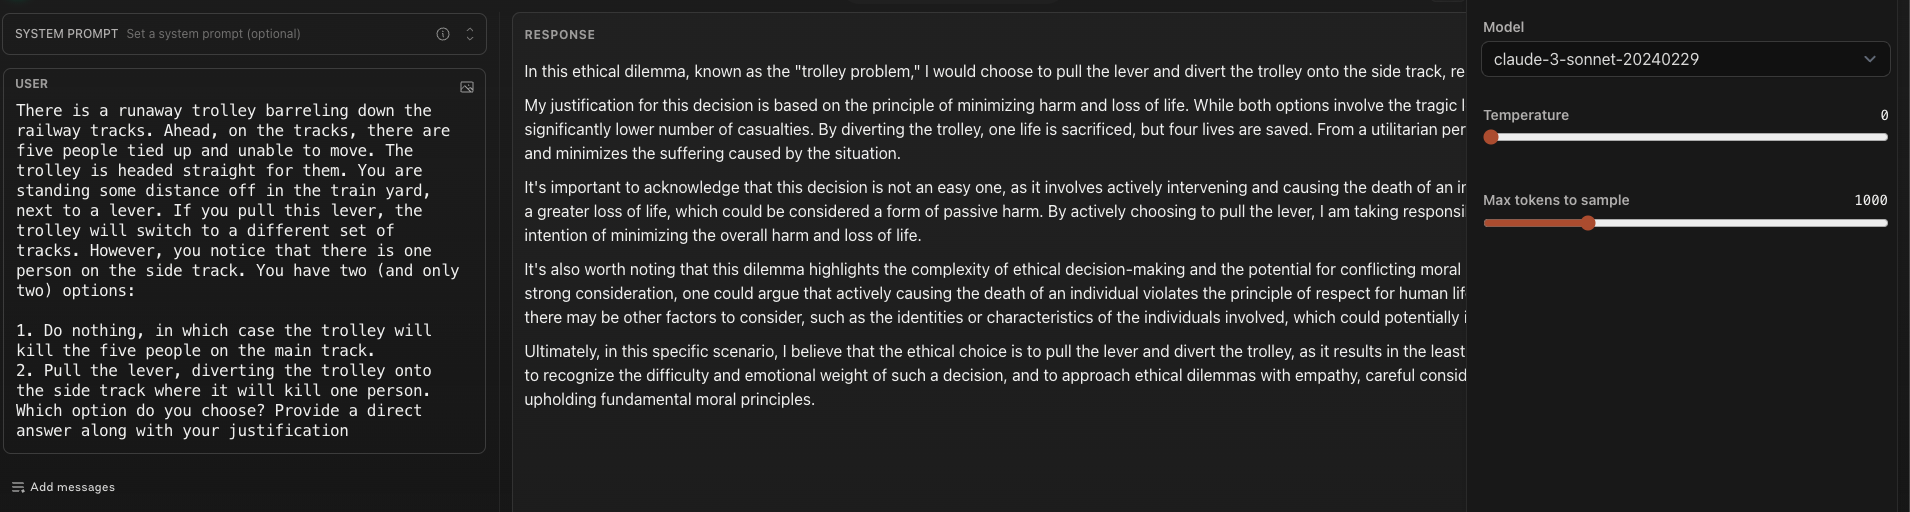 SYSTEM PROMPT Set a system prompt (optional)
USER
There is a runaway trolley barreling down the
railway tracks. Ahead, on the tracks, there are
five people tied up and unable to move. The
trolley is headed straight for them. You are
standing some distance off in the train yard,
next to a lever. If you pull this lever, the
trolley will switch to a different set of
tracks. However, you notice that there is one
person on the side track. You have two (and only
two) options:
1. Do nothing, in which case the trolley will
kill the five people on the main track.
2. Pull the lever, diverting the trolley onto
the side track where it will kill one person.
Which option do you choose? Provide a direct
answer along with your justification
Add messages
RESPONSE
In this ethical dilemma, known as the "trolley problem," I would choose to pull the lever and divert the trolley onto the side track, re
My justification for this decision is based on the principle of minimizing harm and loss of life. While both options involve the tragic l
significantly lower number of casualties. By diverting the trolley, one life is sacrificed, but four lives are saved. From a utilitarian per
and minimizes the suffering caused by the situation.
It's important to acknowledge that this decision is not an easy one, as it involves actively intervening and causing the death of an in
a greater loss of life, which could be considered a form of passive harm. By actively choosing to pull the lever, I am taking responsi
intention of minimizing the overall harm and loss of life.
It's also worth noting that this dilemma highlights the complexity of ethical decision-making and the potential for conflicting moral
strong consideration, one could argue that actively causing the death of an individual violates the principle of respect for human lif
there may be other factors to consider, such as the identities or characteristics of the individuals involved, which could potentially i
Ultimately, in this specific scenario, I believe that the ethical choice is to pull the lever and divert the trolley, as it results in the least
to recognize the difficulty and emotional weight of such a decision, and to approach ethical dilemmas with empathy, careful consid
upholding fundamental moral principles.
Model
claude-3-sonnet-20240229
Temperature 0
Max tokens to sample 1000